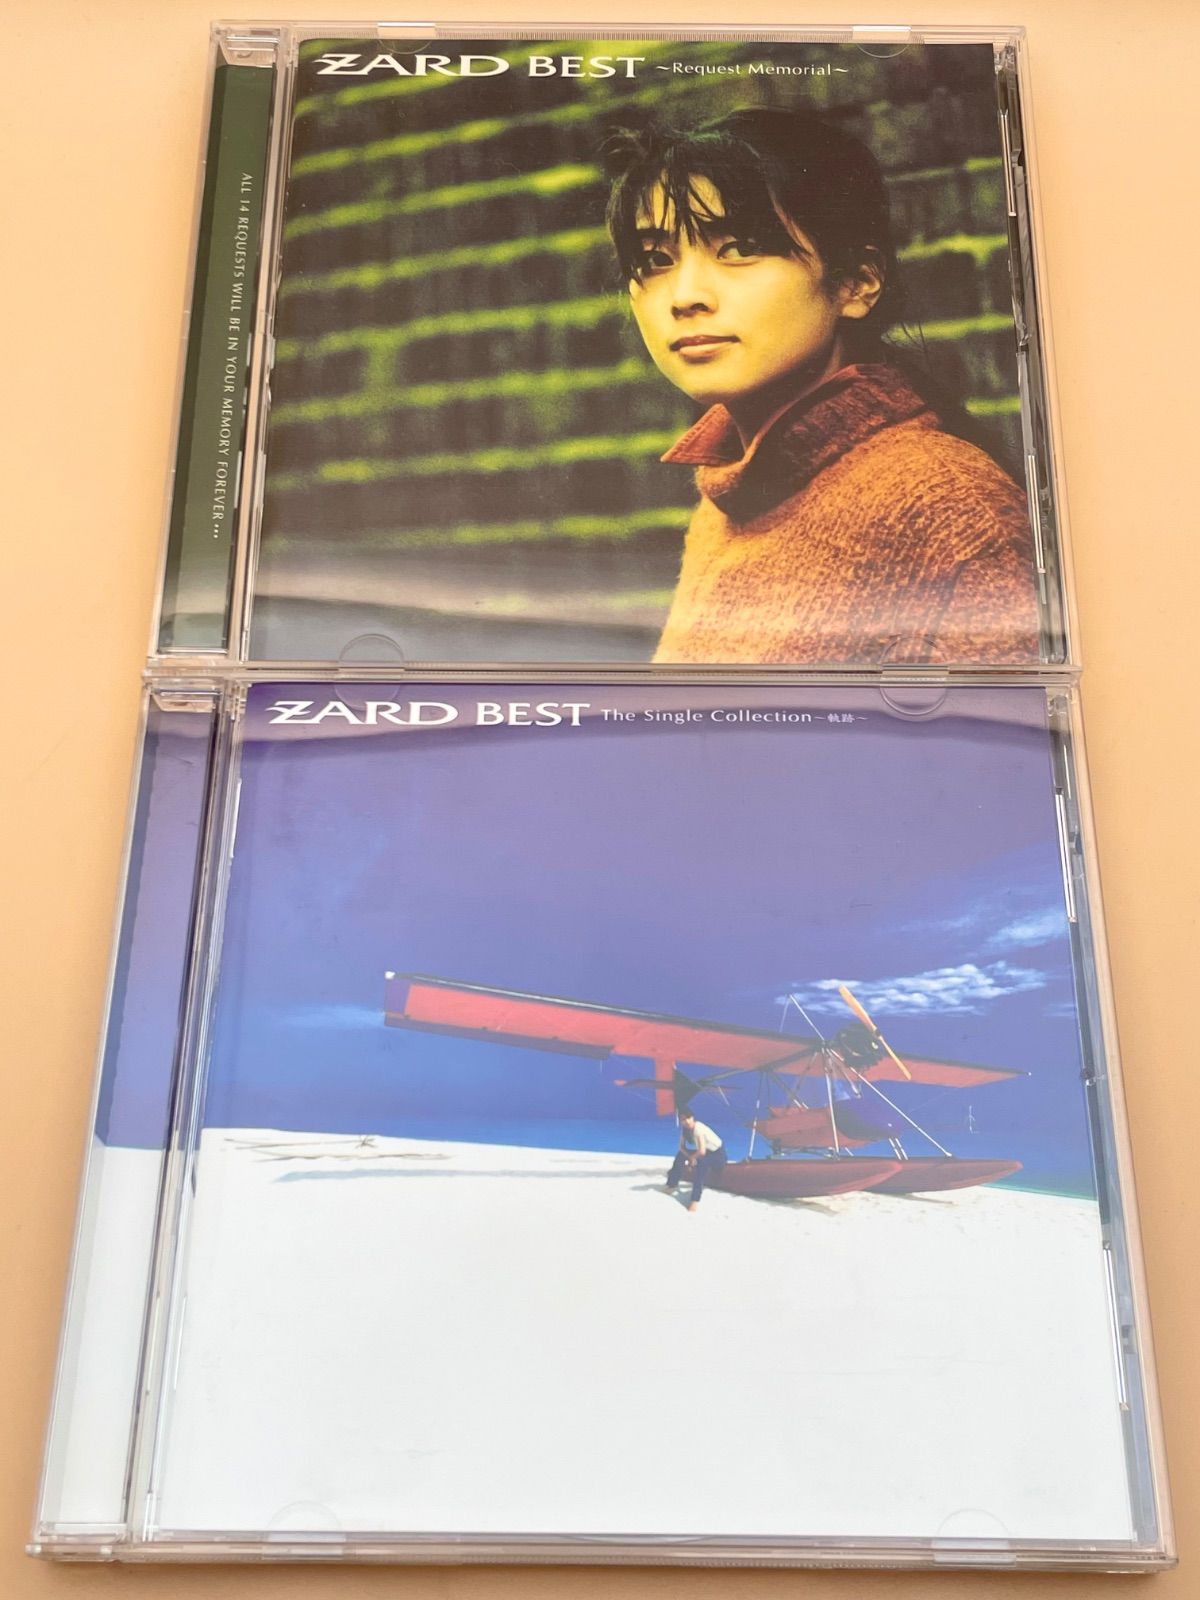 ZARD BEST ～Request Memorial～
ALL 14 REQUESTS WILL BE IN YOUR MEMORY FOREVER...
ZARD BEST The Single Collection～軌跡～